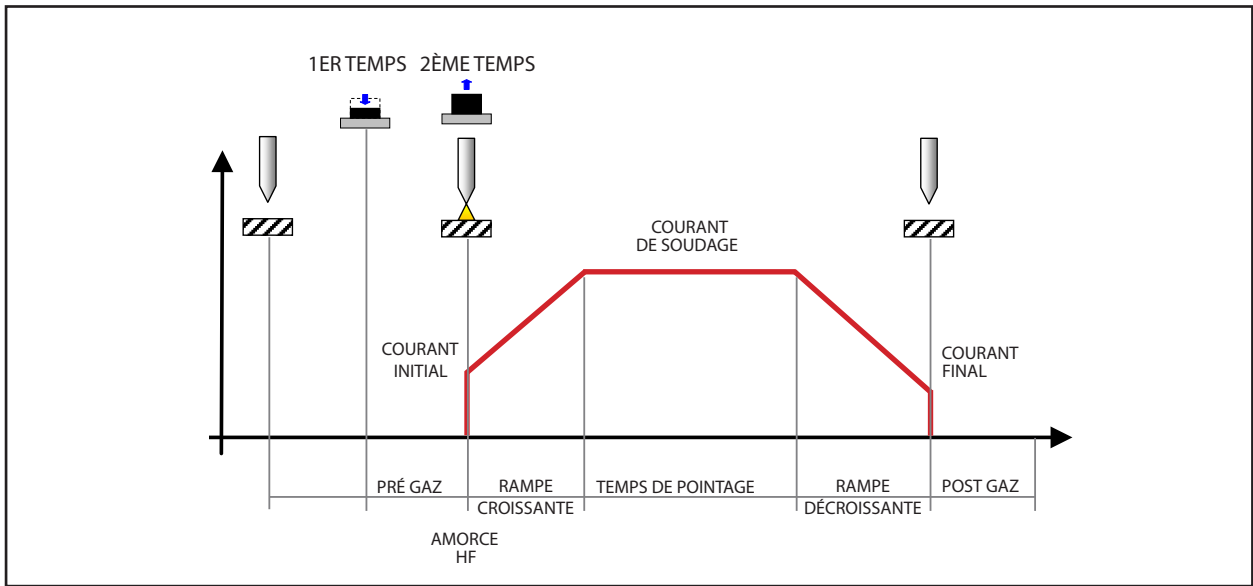 1ER TEMPS
2ÈME TEMPS
COURANT
DE SOUDAGE
COURANT
INITIAL
COURANT
FINAL
PRÉ GAZ
RAMPE
CROISSANTE
TEMPS DE POINTAGE
RAMPE
DÉCROISSANTE
POST GAZ
AMORCE
HF